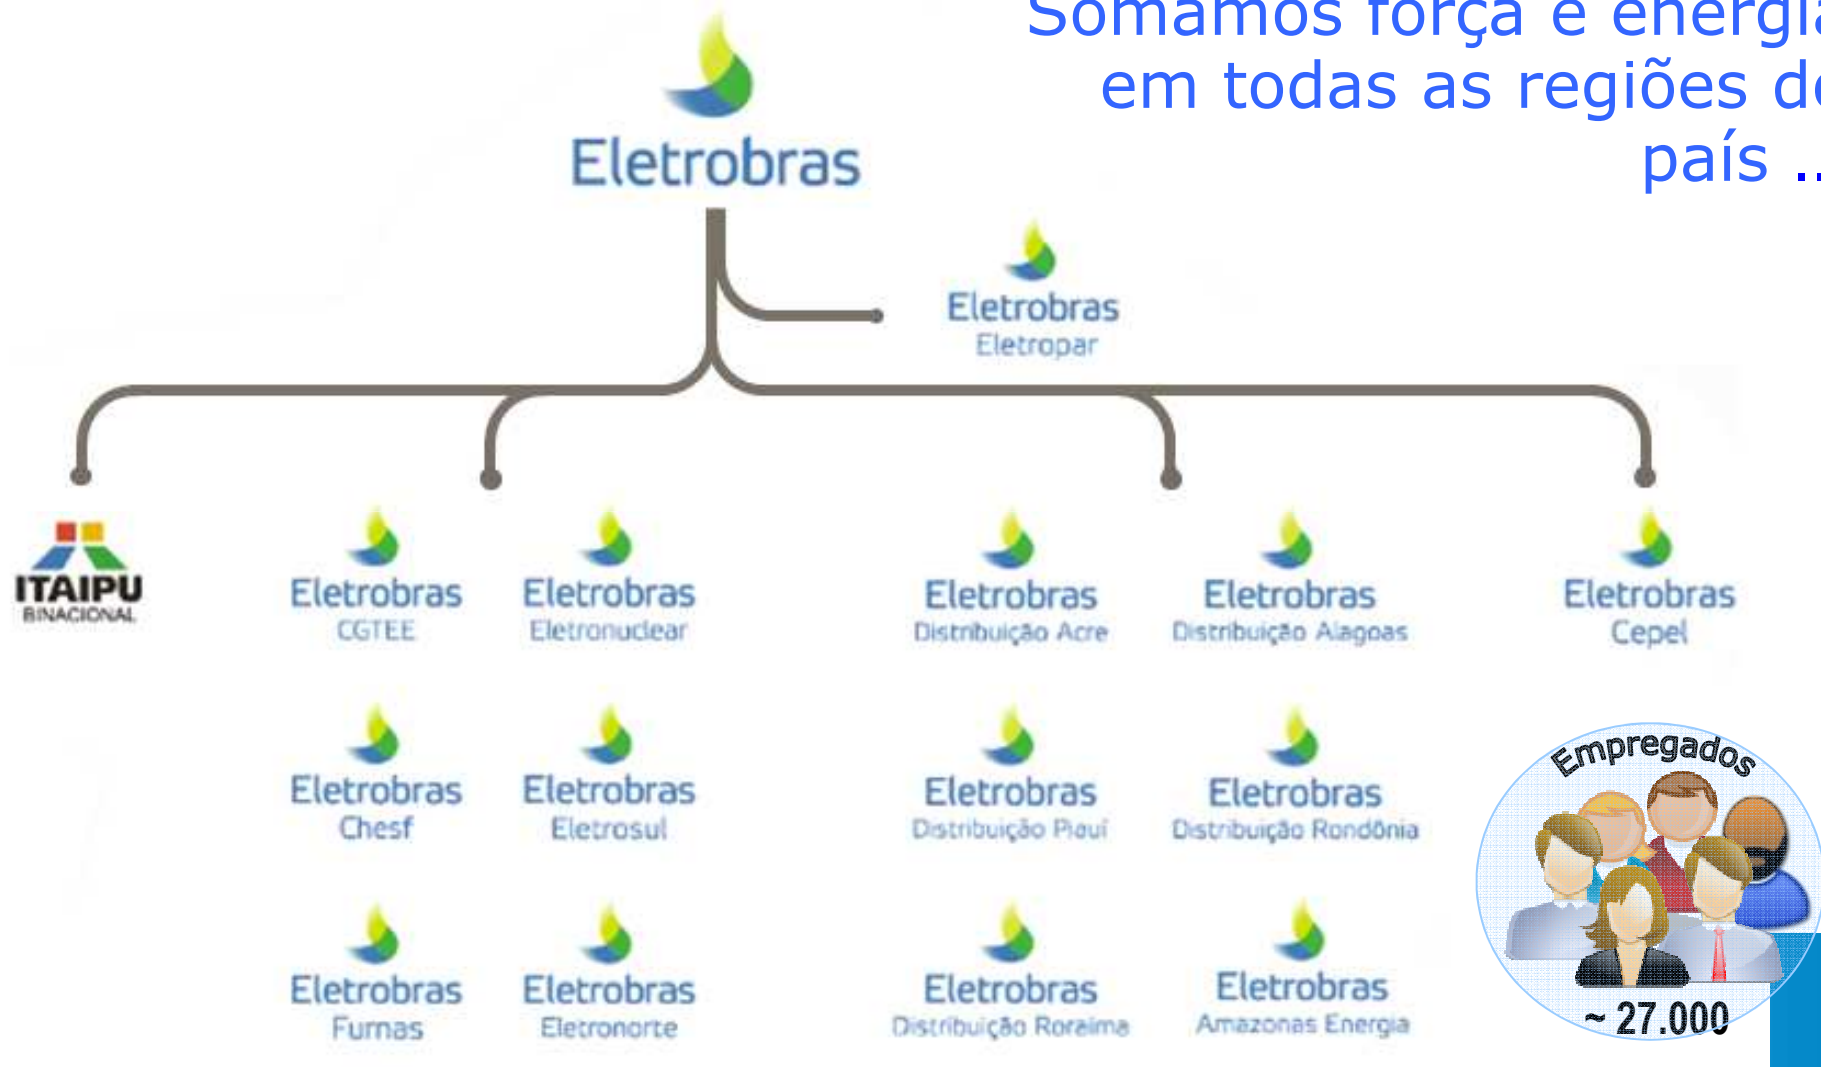 Somamos força e energia
em todas as regiões do
país ..
Eletrobras
Eletrobras
Eletropar
ITAIPU
BINACIONAL
Eletrobras
CGTEE
Eletrobras
Eletronuclear
Eletrobras
Distribuição Acre
Eletrobras
Distribuição Alagoas
Eletrobras
Cepel
Eletrobras
Chesf
Eletrobras
Eletrosul
Eletrobras
Distribuição Piauí
Eletrobras
Distribuição Rondônia
Eletrobras
Furnas
Eletrobras
Eletronorte
Eletrobras
Distribuição Roraima
Eletrobras
Amazonas Energia
Empregados
~ 27.000